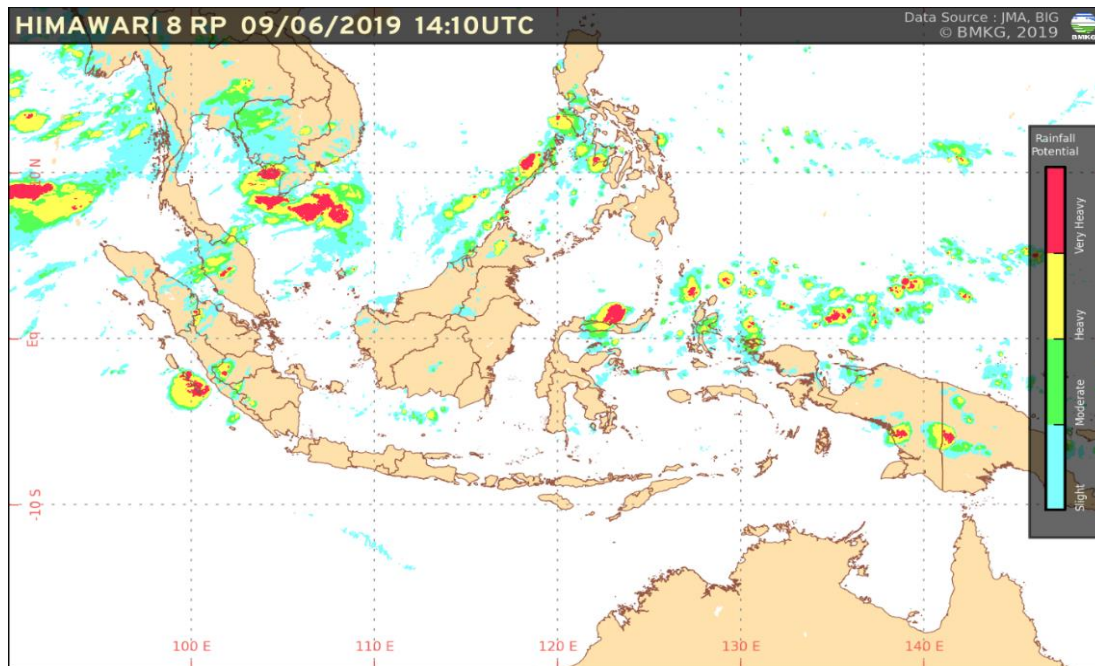 HIMAWARI 8 RP 09/06/2019 14:10UTC
Data Source : JMA, BIG
© BMKG, 2019
BMKG
Rainfall
Potential
Very Heavy
Heavy
Moderate
Slight
Eq
-10 S
100 E
110 E
120 E
130 E
140 E